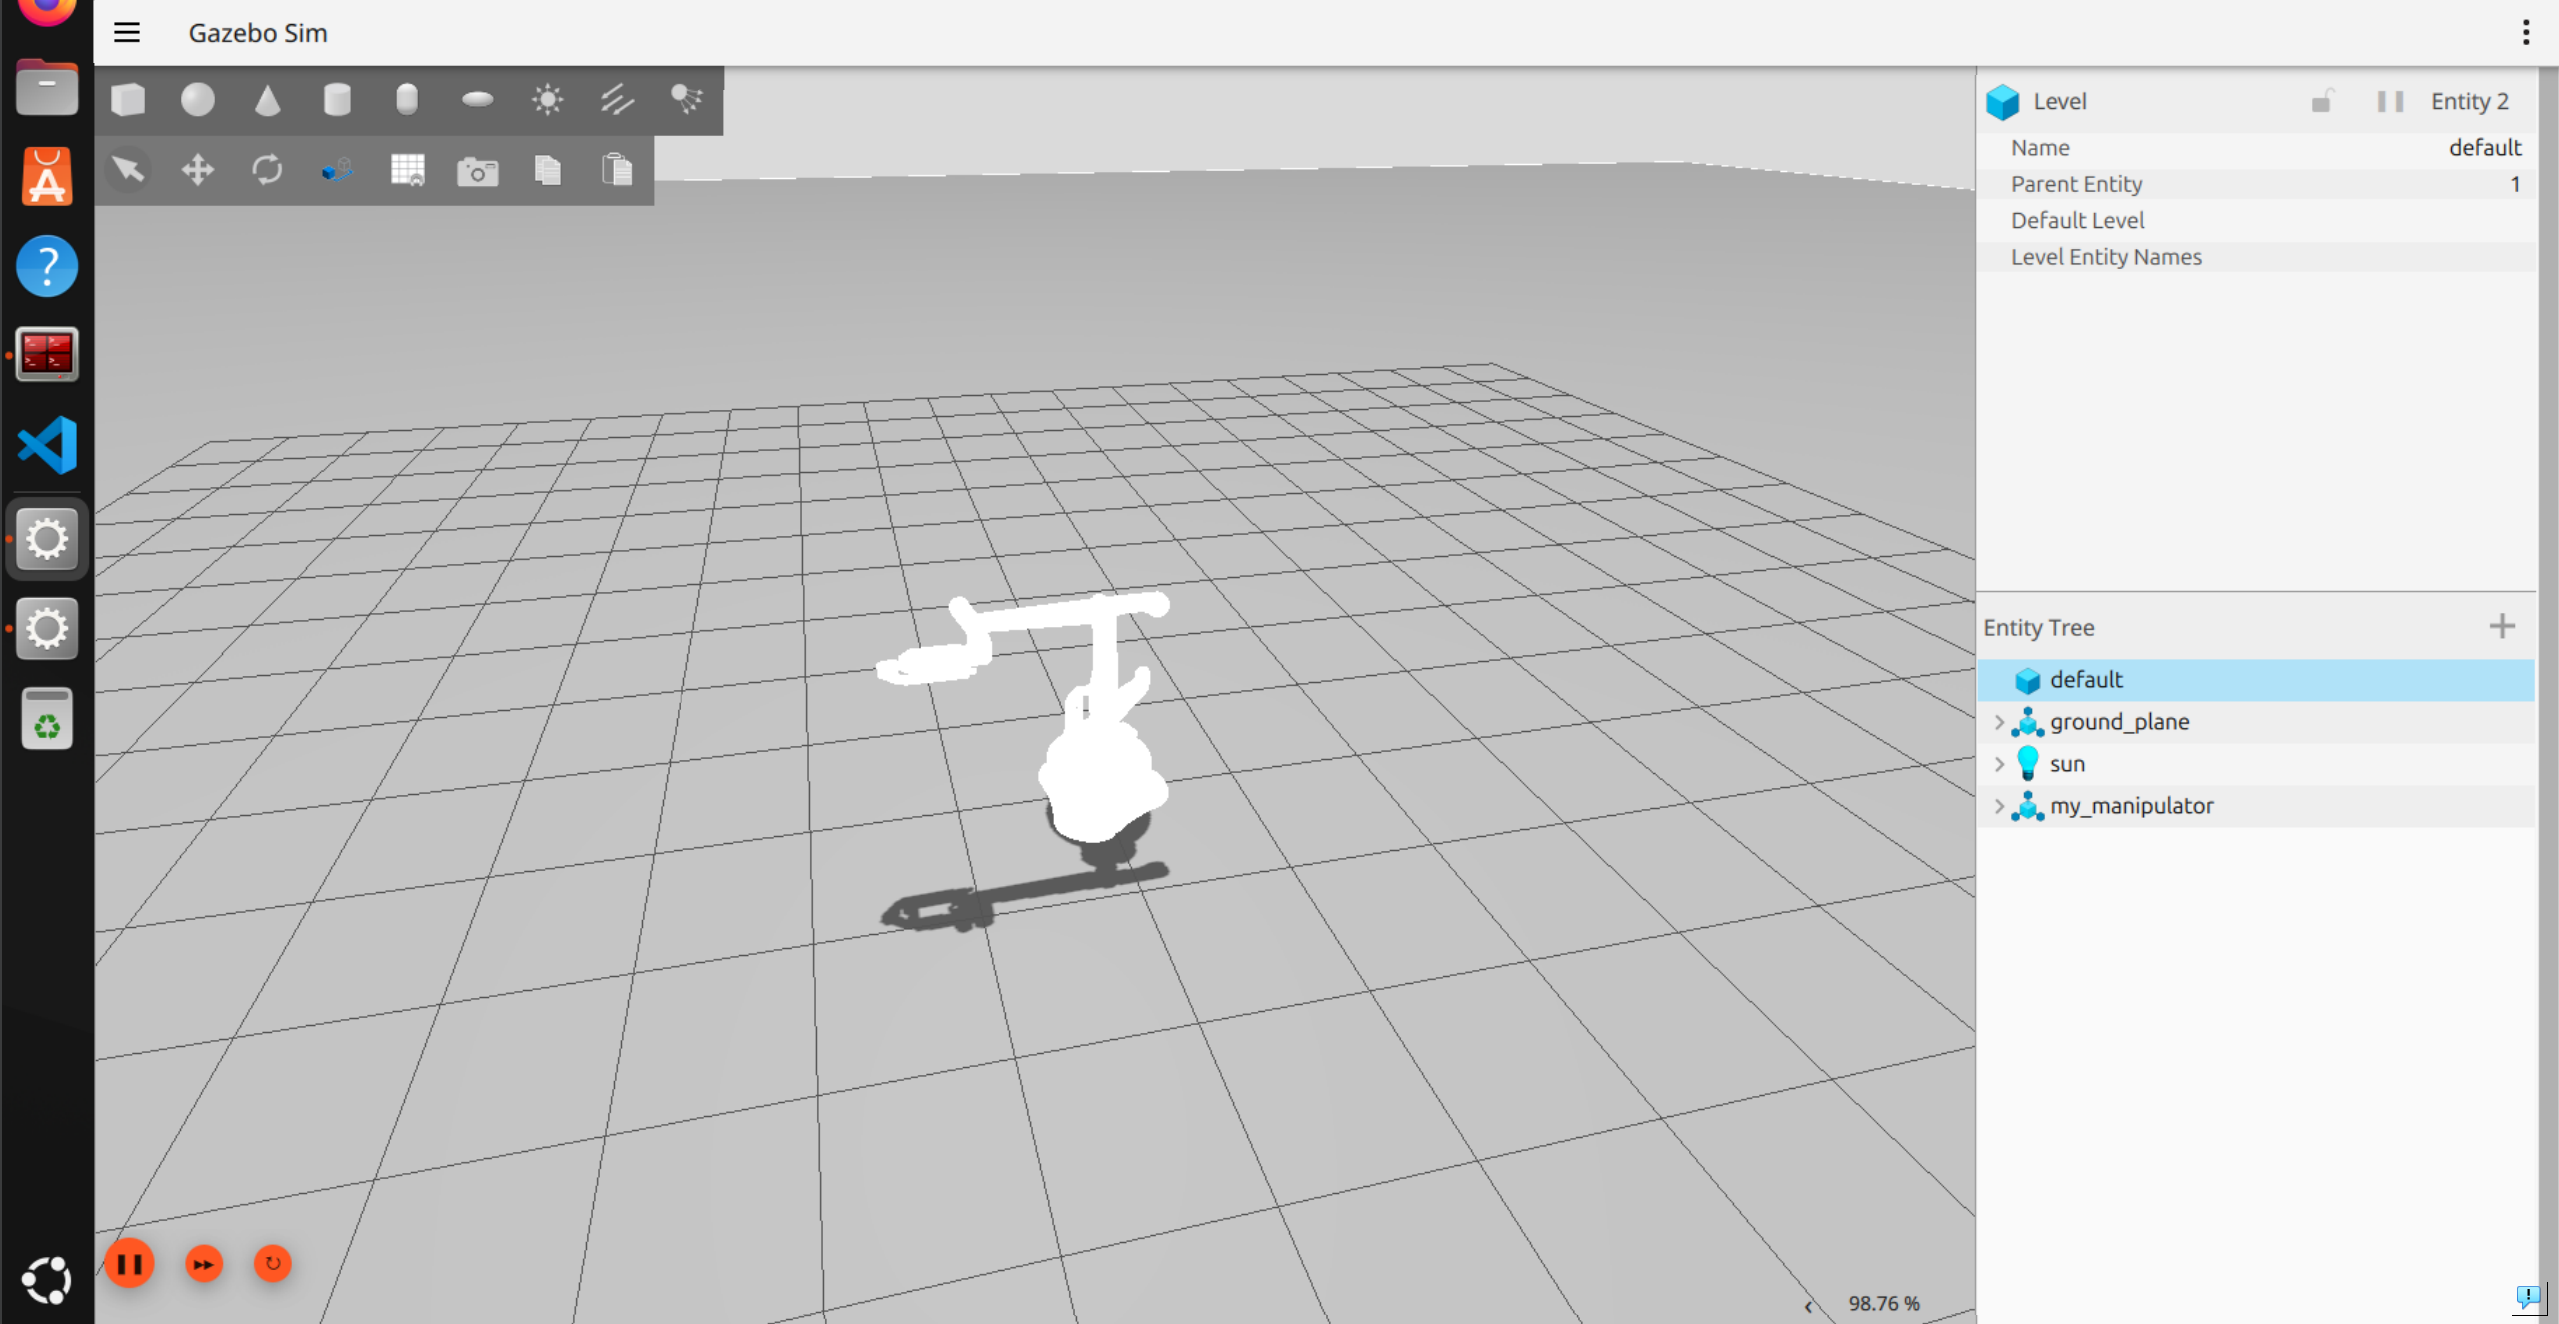 Gazebo Sim
Level
Entity 2
Name
default
Parent Entity
1
Default Level
Level Entity Names
Entity Tree
default
ground_plane
sun
my_manipulator
98.76 %